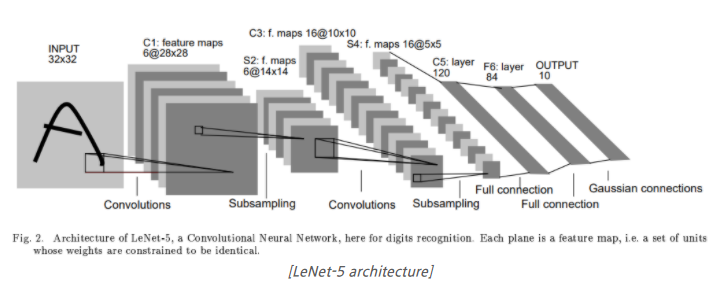 INPUT
32x32
C1: feature maps
6@28x28
S2: f. maps
6@14x14
C3: f. maps 16@10x10
S4: f. maps 16@5x5
C5: layer
120
F6: layer
84
OUTPUT
10
A
Convolutions
Subsampling
Convolutions
Subsampling
Full connection
Full connection
Gaussian connections
Fig. 2. Architecture of LeNet-5, a Convolutional Neural Network, here for digits recognition. Each plane is a feature map, i.e. a set of units
whose weights are constrained to be identical.
[LeNet-5 architecture]